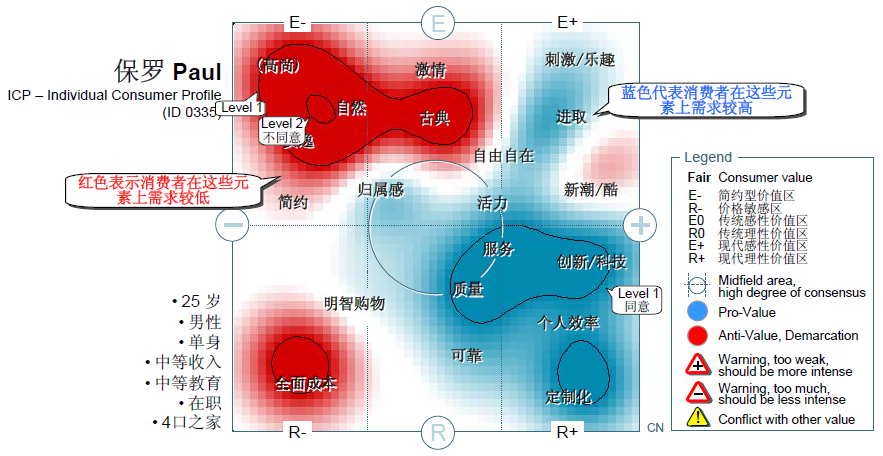 E-
E
E+
保罗 Paul
ICP – Individual Consumer Profile
(ID 0335)
(高尚)
激情
刺激/乐趣
Level 1
自然
Level 2
不同意
古典
进取
蓝色代表消费者在这些元
素上需求较高
自由自在
红色表示消费者在这些元
素上需求较低
简约
归属感
活力
新潮/酷
服务
创新/科技
质量
Level 1
同意
明智购物
个人效率
可靠
全面成本
定制化
• 25 岁
• 男性
• 单身
• 中等收入
• 中等教育
• 在职
• 4口之家
R-
R
R+
CN
Legend
Fair Consumer value
E- 简约型价值区
R- 价格敏感区
E0 传统感性价值区
R0 传统理性价值区
E+ 现代感性价值区
R+ 现代理性价值区
Midfield area,
high degree of consensus
Pro-Value
Anti-Value, Demarcation
Warning, too weak,
should be more intense
Warning, too much,
should be less intense
Conflict with other value